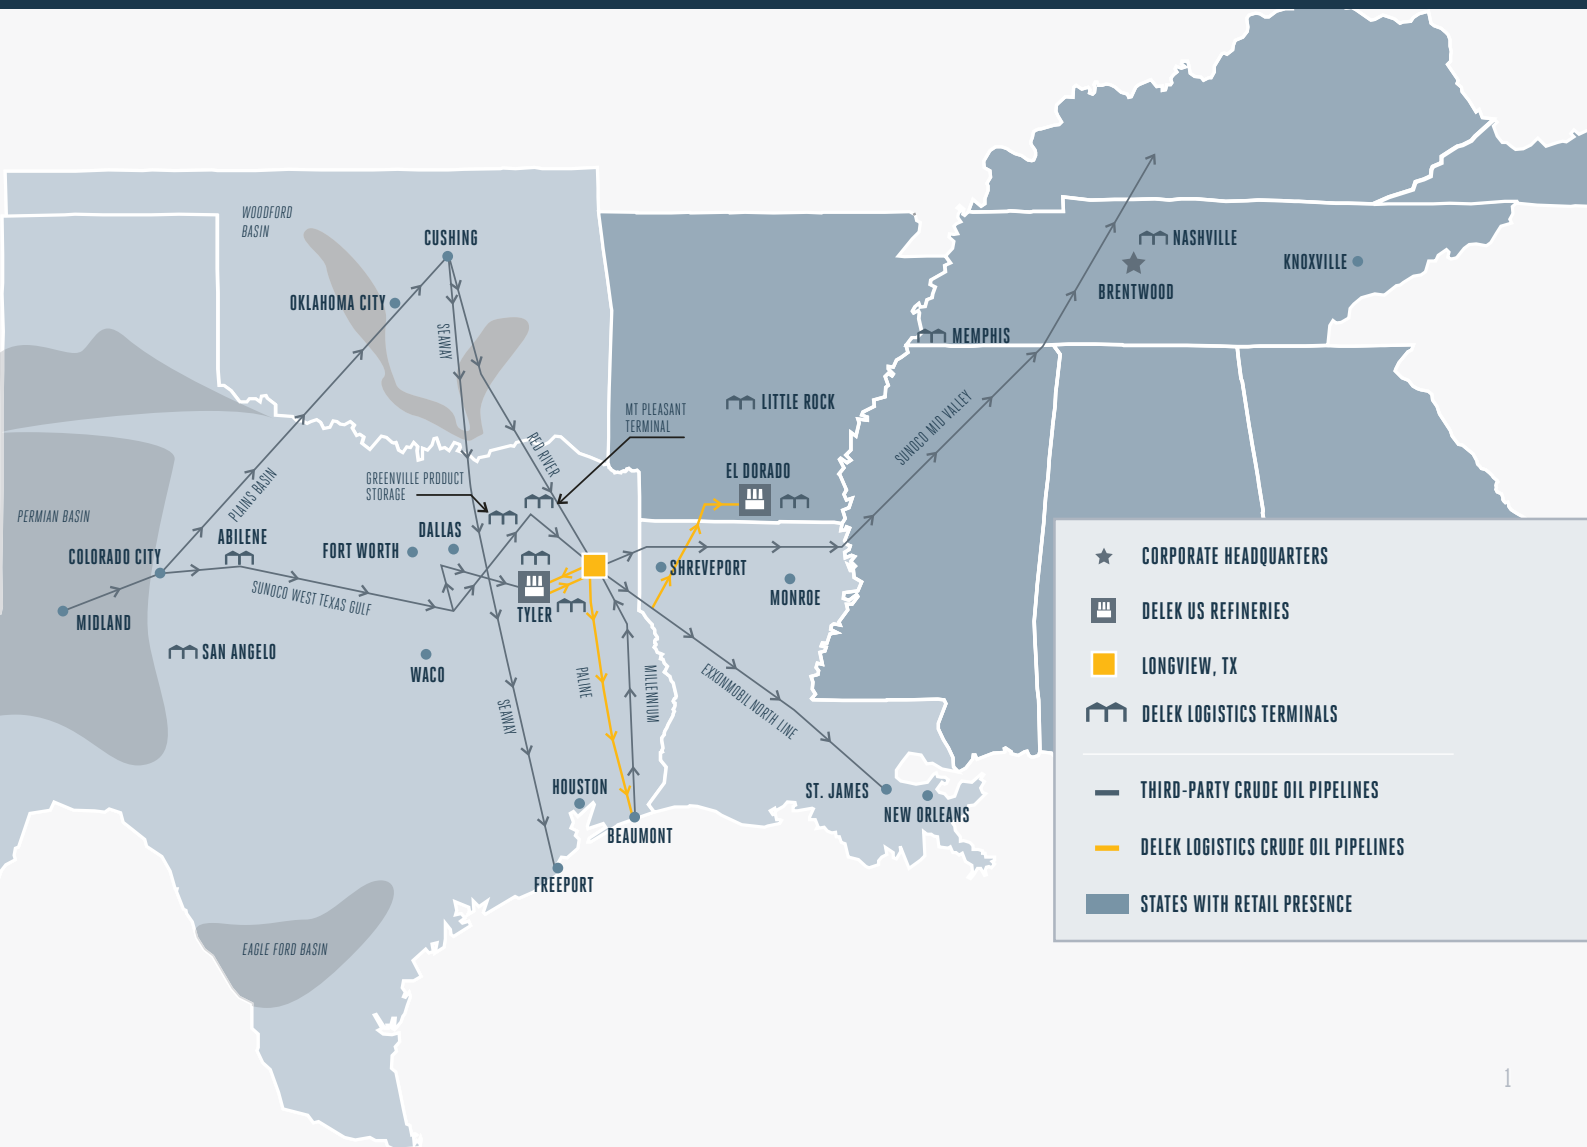 WOODFORD
BASIN
CUSHING
OKLAHOMA CITY
SEAWAY
NASHVILLE
KNOXVILLE
BRENTWOOD
MEMPHIS
LITTLE ROCK
MT PLEASANT
TERMINAL
RED RIVER
SUNOCO MID VALLEY
EL DORADO
GREENVILLE PRDDUCT
STORAGE
PLAINS BASIN
PERMIAN BASIN
ABILENE
DALLAS
FORT WORTH
COLORADO CITY
SHREVEPORT
MONROE
SUNOCO WEST TEXAS GULF
MIDLAND
TYLER
SAN ANGELO
WACO
PALINE
MILLENNIUM
SEAWAY
EXXONMOBIL NORTH LINE
HOUSTON
ST. JAMES
NEW ORLEANS
BEAUMONT
FREEPORT
EAGLE FORD BASIN
CORPORATE HEADQUARTERS
DELEK US REFINERIES
LONGVIEW, TX
DELEK LOGISTICS TERMINALS
THIRD-PARTY CRUDE OIL PIPELINES
DELEK LOGISTICS CRUDE OIL PIPELINES
STATES WITH RETAIL PRESENCE
1